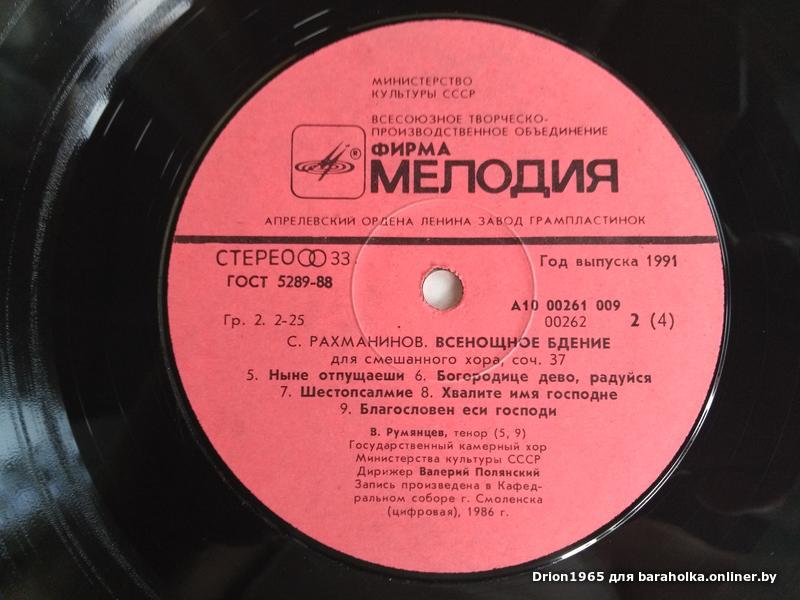 МИНИСТЕРСТВО
КУЛЬТУРЫ СССР
ВСЕСОЮЗНОЕ ТВОРЧЕСКО-
ПРОИЗВОДСТВЕННОЕ ОБЪЕДИНЕНИЕ
®
ФИРМА
МЕЛОДИЯ
АПРЕЛЕВСКИЙ ОРДЕНА ЛЕНИНА ЗАВОД ГРАМПЛАСТИНОК
СТЕРЕО 33
Год выпуска 1991
ГОСТ 5289-88
А10 00261 009
Гр. 2. 2-25
00262 2 (4)
С. РАХМАНИНОВ. ВСЕНОЩНОЕ БДЕНИЕ
для смешанного хора, соч. 37
5. Ныне отпущаеши 6. Богородице дево, радуйся
7. Шестопсалмие 8. Хвалите имя господне
9. Благословен еси господи
В. Румянцев, тенор (5, 9)
Государственный камерный хор
Министерства культуры СССР
Дирижер Валерий Полянский
Запись произведена в Кафед-
ральном соборе г. Смоленска
(цифровая), 1986 г.
Drion1965 для baraholka.onliner.by